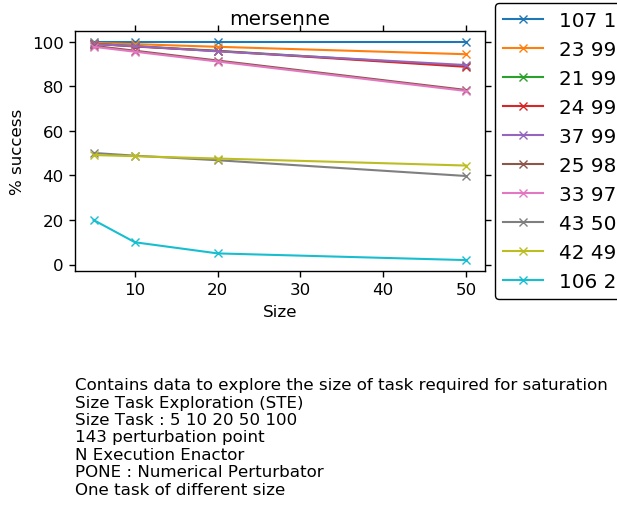 mersenne
100
80
60
40
20
0
% success
10
20
30
40
50
Size
107 1
23 99
21 99
24 99
37 99
25 98
33 97
43 50
42 49
106 2
Contains data to explore the size of task required for saturation
Size Task Exploration (STE)
Size Task : 5 10 20 50 100
143 perturbation point
N Execution Enactor
PONE : Numerical Perturbator
One task of different size